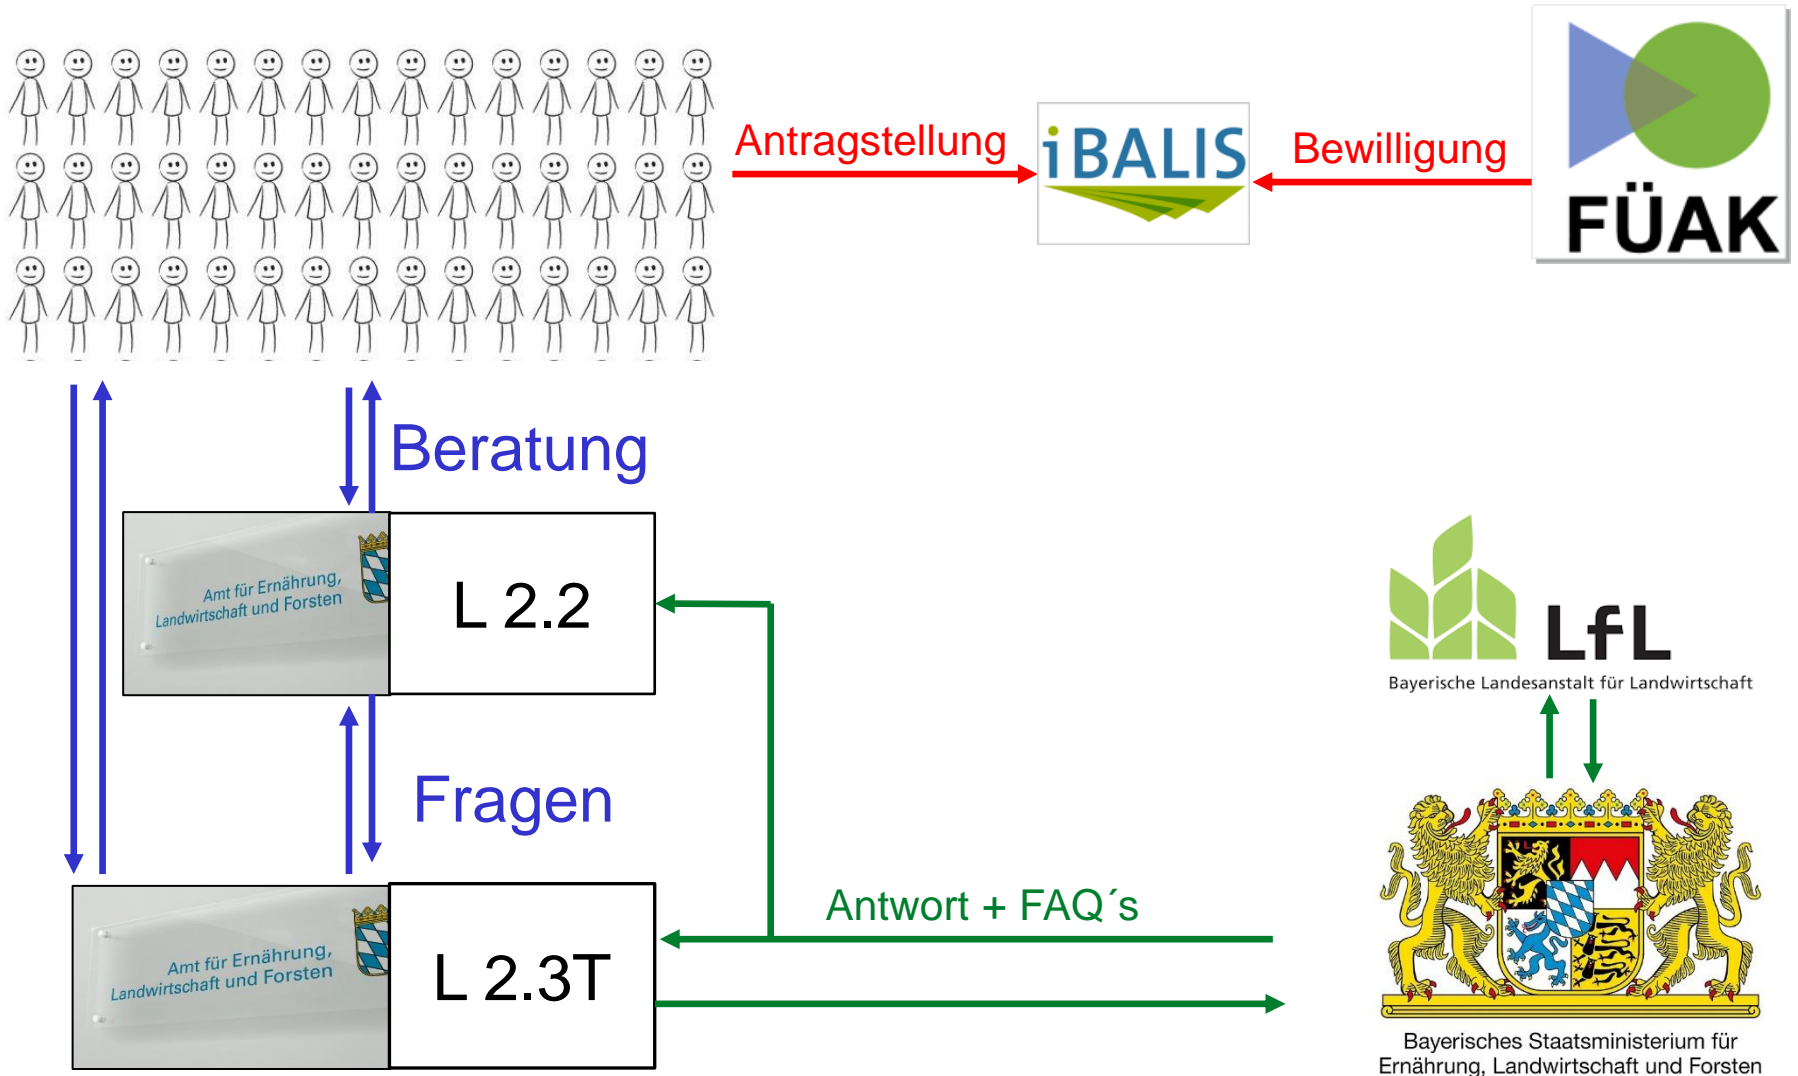 Antragstellung
iBALIS
Bewilligung
FÜAK
Beratung
Amt für Ernährung,
Landwirtschaft und Forsten
L 2.2
LfL
Bayerische Landesanstalt für Landwirtschaft
Fragen
Antwort + FAQ´s
Amt für Ernährung,
Landwirtschaft und Forsten
L 2.3T
Bayerisches Staatsministerium für
Ernährung, Landwirtschaft und Forsten